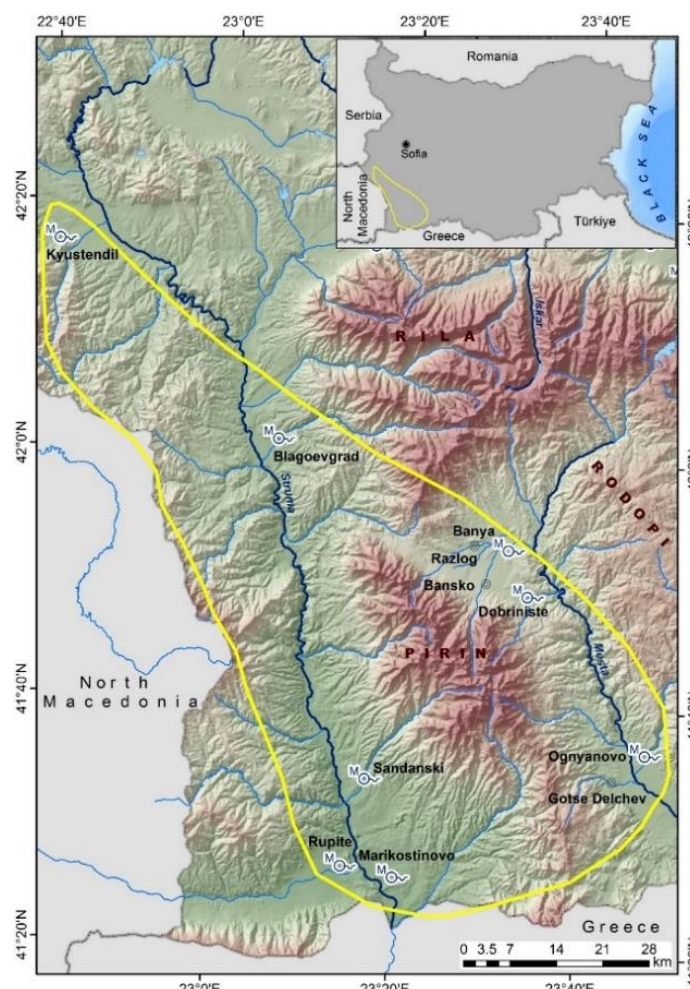 22°40'E
23°0'E
23°20'E
23°40'E
Romania
Serbia
Sofia
BLACK SEA
North
Macedonia
Türkiye
Greece
42°20'N
M
Kyustendil
Iskar
RILA
42°0'N
M
Blagoevgrad
Struma
RODOPI
Banya
M
Razlog
Bansko
M
Dobriniste
PIRIN
Mesta
North
Macedonia
41°40'N
Ognyanovo
M
M
Sandanski
Gotse Delchev
Rupite
Marikostinovo
M
M
41°20'N
Greece
0 3.5 7 14 21 28
km
23°0'E
23°20'E
23°40'E